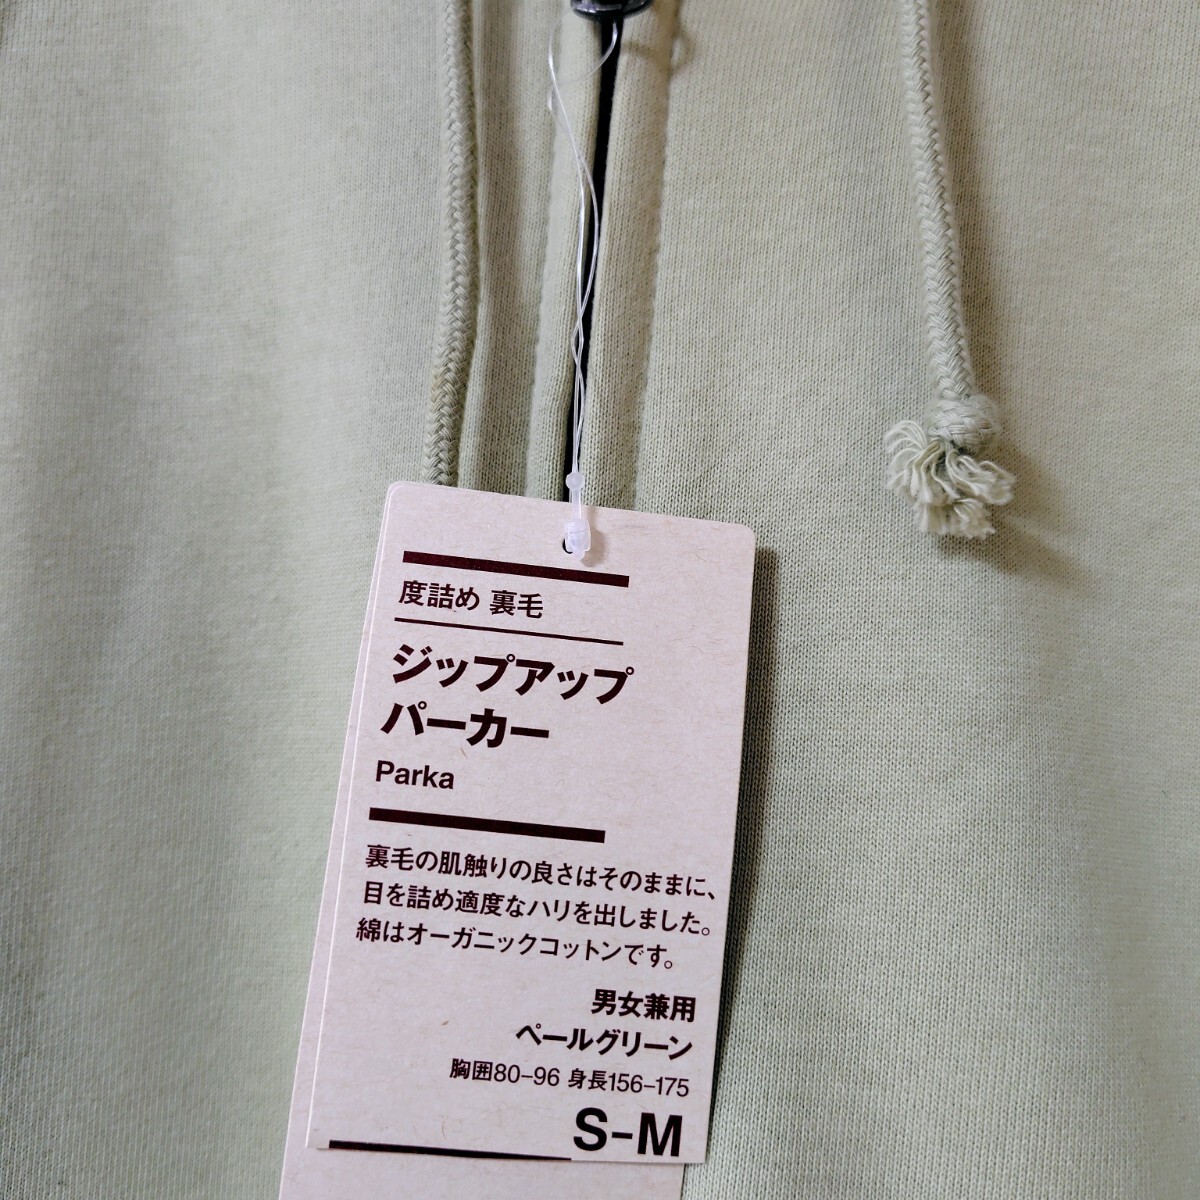 度詰め 裏毛
ジップアップ
パーカー
Parka
裏毛の肌触りの良さはそのままに、
目を詰め適度なハリを出しました。
綿はオーガニックコットンです。
男女兼用
ペールグリーン
胸囲80-96 身長156-175
S-M